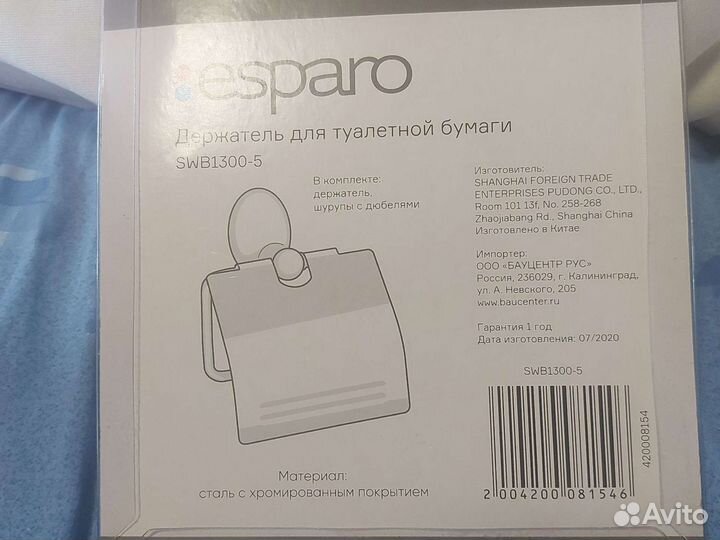 esparo
Держатель для туалетной бумаги
SWB1300-5
В комплекте:
держатель,
шурупы с дюбелями
Изготовитель:
SHANGHAI FOREIGN TRADE
ENTERPRISES PUDONG CO., LTD.,
Room 101 13f, No. 258-268
Zhaojiabang Rd., Shanghai China
Изготовлено в Китае
Импортер:
ООО «БАУЦЕНТР РУС»
Россия, 236029, г. Калининград,
ул. А. Невского, 205
www.baucenter.ru
Гарантия 1 год
Дата изготовления: 07/2020
SWB1300-5
420008154
2 004200 081546
Материал:
сталь с хромированным покрытием
Avito